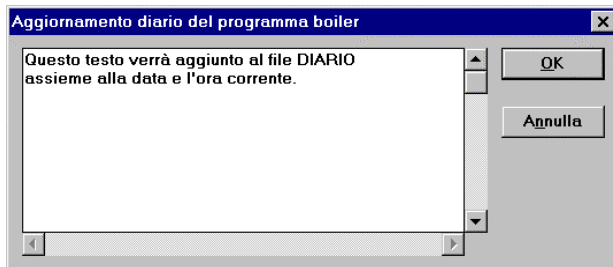 Aggiornamento diario del programma boiler
Questo testo verrà aggiunto al file DIARIO
assieme alla data e l'ora corrente.
OK
Annulla